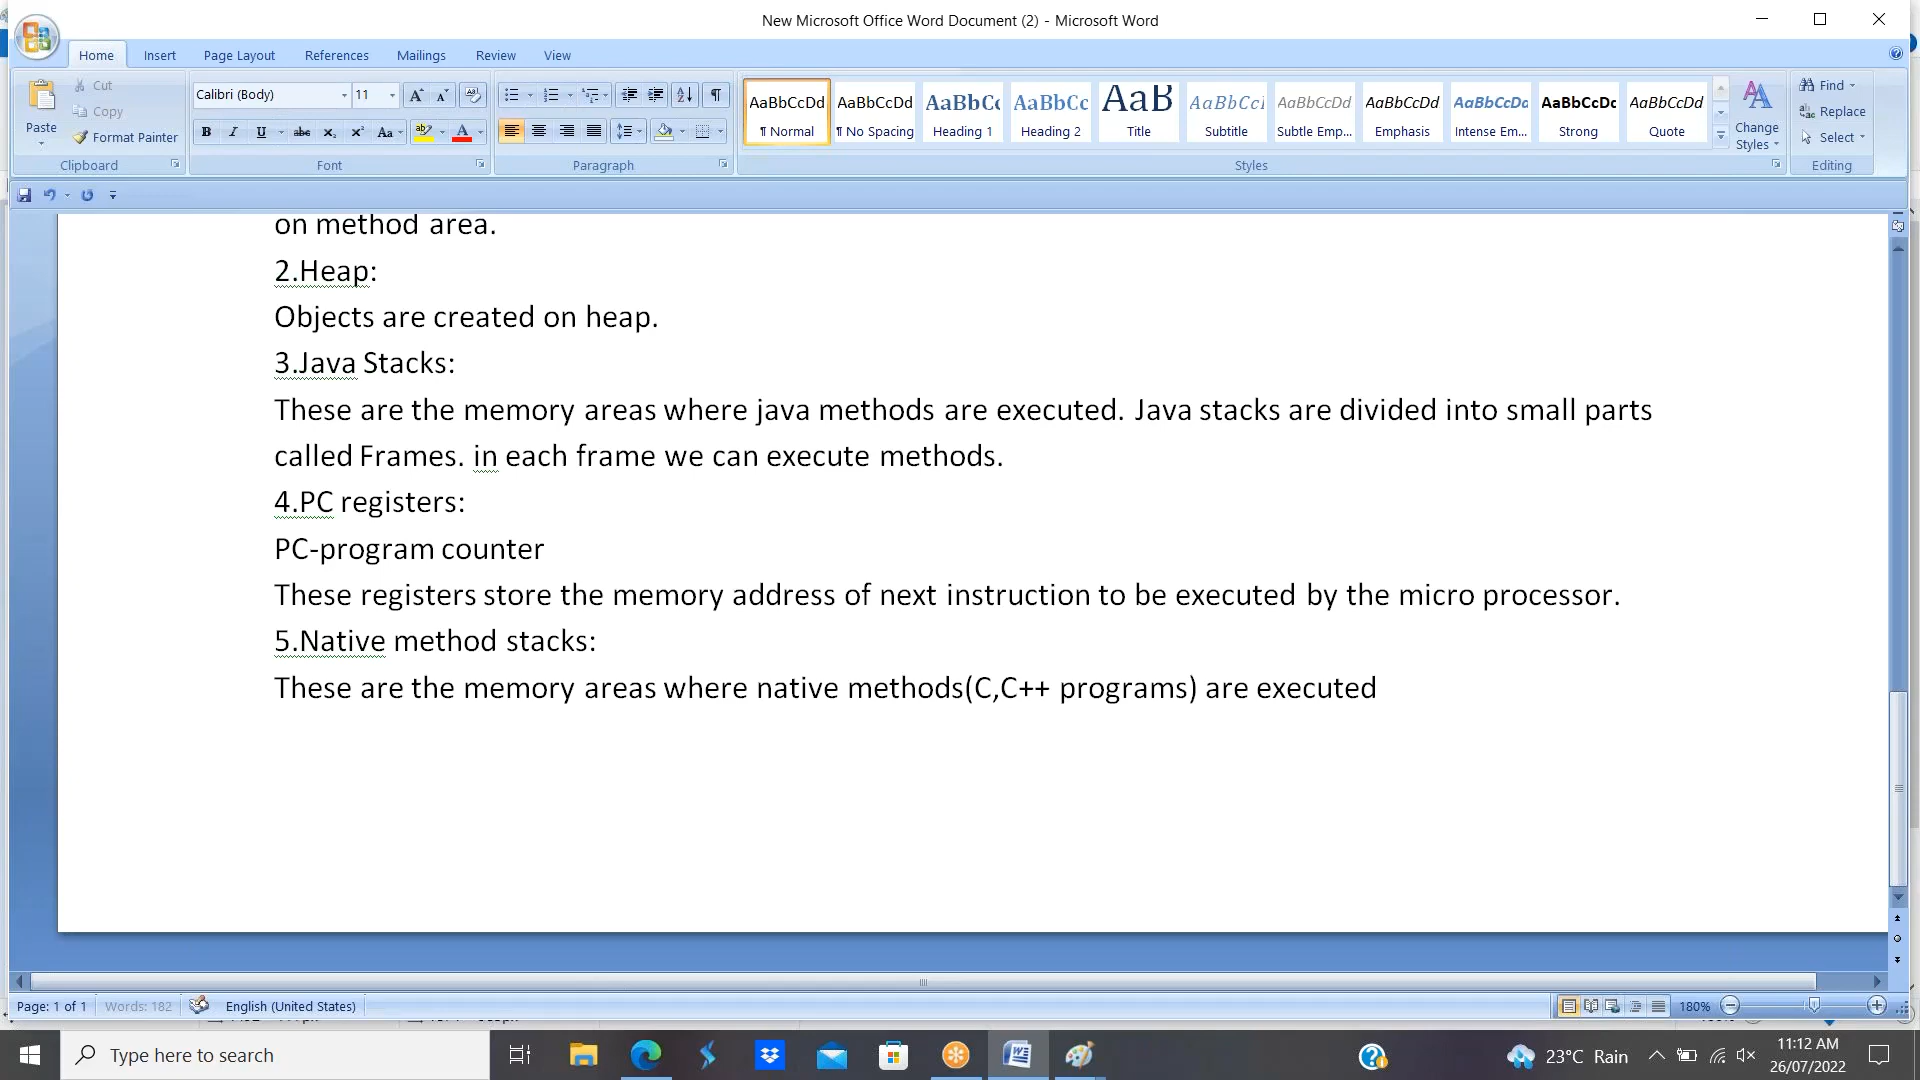 New Microsoft Office Word Document (2) - Microsoft Word
Home Insert Page Layout References Mailings Review View
Paste
Cut
Copy
Format Painter
Clipboard
Calibri (Body) 11
Font
Paragraph
AaBbCcDd AaBbCcDd AaBbCc AaBbCc AaB AaBbCcI AaBbCcDd AaBbCcDd AaBbCcDd AaBbCcDc AaBbCcDd
¶ Normal ¶ No Spacing Heading 1 Heading 2 Title Subtitle Subtle Emp... Emphasis Intense Em... Strong Quote
Change
Styles
Styles
Find
Replace
Select
Editing
on method area.
2.Heap:
Objects are created on heap.
3.Java Stacks:
These are the memory areas where java methods are executed. Java stacks are divided into small parts
called Frames. in each frame we can execute methods.
4.PC registers:
PC-program counter
These registers store the memory address of next instruction to be executed by the micro processor.
5.Native method stacks:
These are the memory areas where native methods(C,C++ programs) are executed
Page: 1 of 1 Words: 182 English (United States) 180%
Type here to search
23°C Rain
11:12 AM
26/07/2022